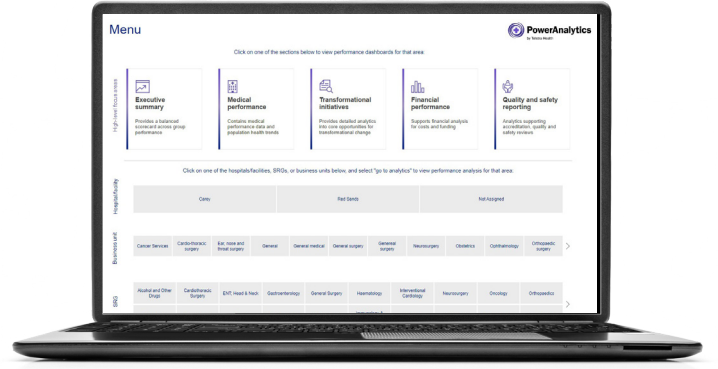 Menu
PowerAnalytics
by Telstra Health
Click on one of the sections below to view performance dashboards for that area:
High-level focus areas
Executive
summary
Provides a balanced
scorecard across group
performance
Medical
performance
Contains medical
performance data and
population health trends
Transformational
initiatives
Provides detailed analytics
into core opportunities for
transformational change
Financial
performance
Supports financial analysis
for costs and funding
Quality and safety
reporting
Analytics supporting
accreditation, quality and
safety reviews
Click on one of the hospitals/facilities, SRGs, or business units below, and select "go to analytics" to view performance analysis for that area:
Hospital/facility
Carey
Red Sands
Not Assigned
Business unit
Cancer Services
Cardio-thoracic
surgery
Ear, nose and
throat surgery
General
General medical
General surgery
Genereal
surgery
Neurosurgery
Obstetrics
Ophthalmology
Orthopaedic
surgery
SRG
Alcohol and Other
Drugs
Cardiothoracic
Surgery
ENT, Head & Neck
Gastroenterology
General Surgery
Haematology
Interventional
Cardiology
Neurosurgery
Oncology
Orthopaedics